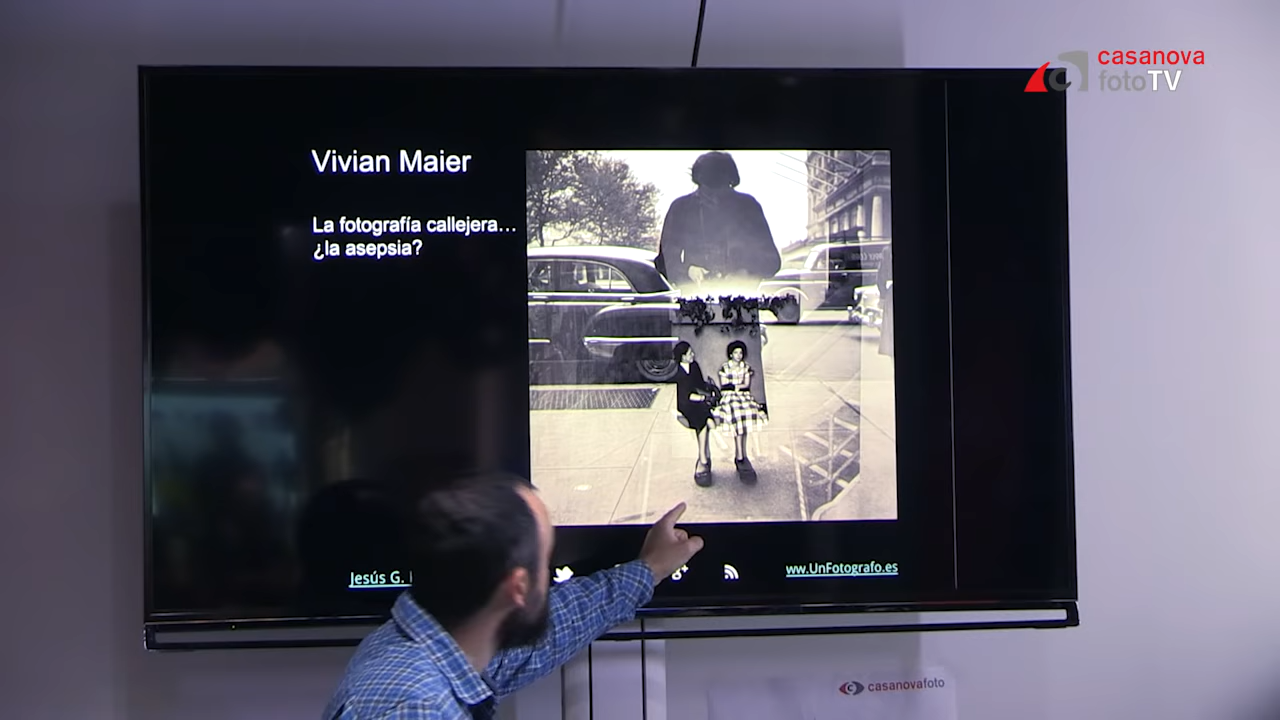 casanova
fotoTV
Vivian Maier
La fotografía callejera...
¿la asepsia?
Jesús G.
g+
www.UnFotografo.es
casanovafoto